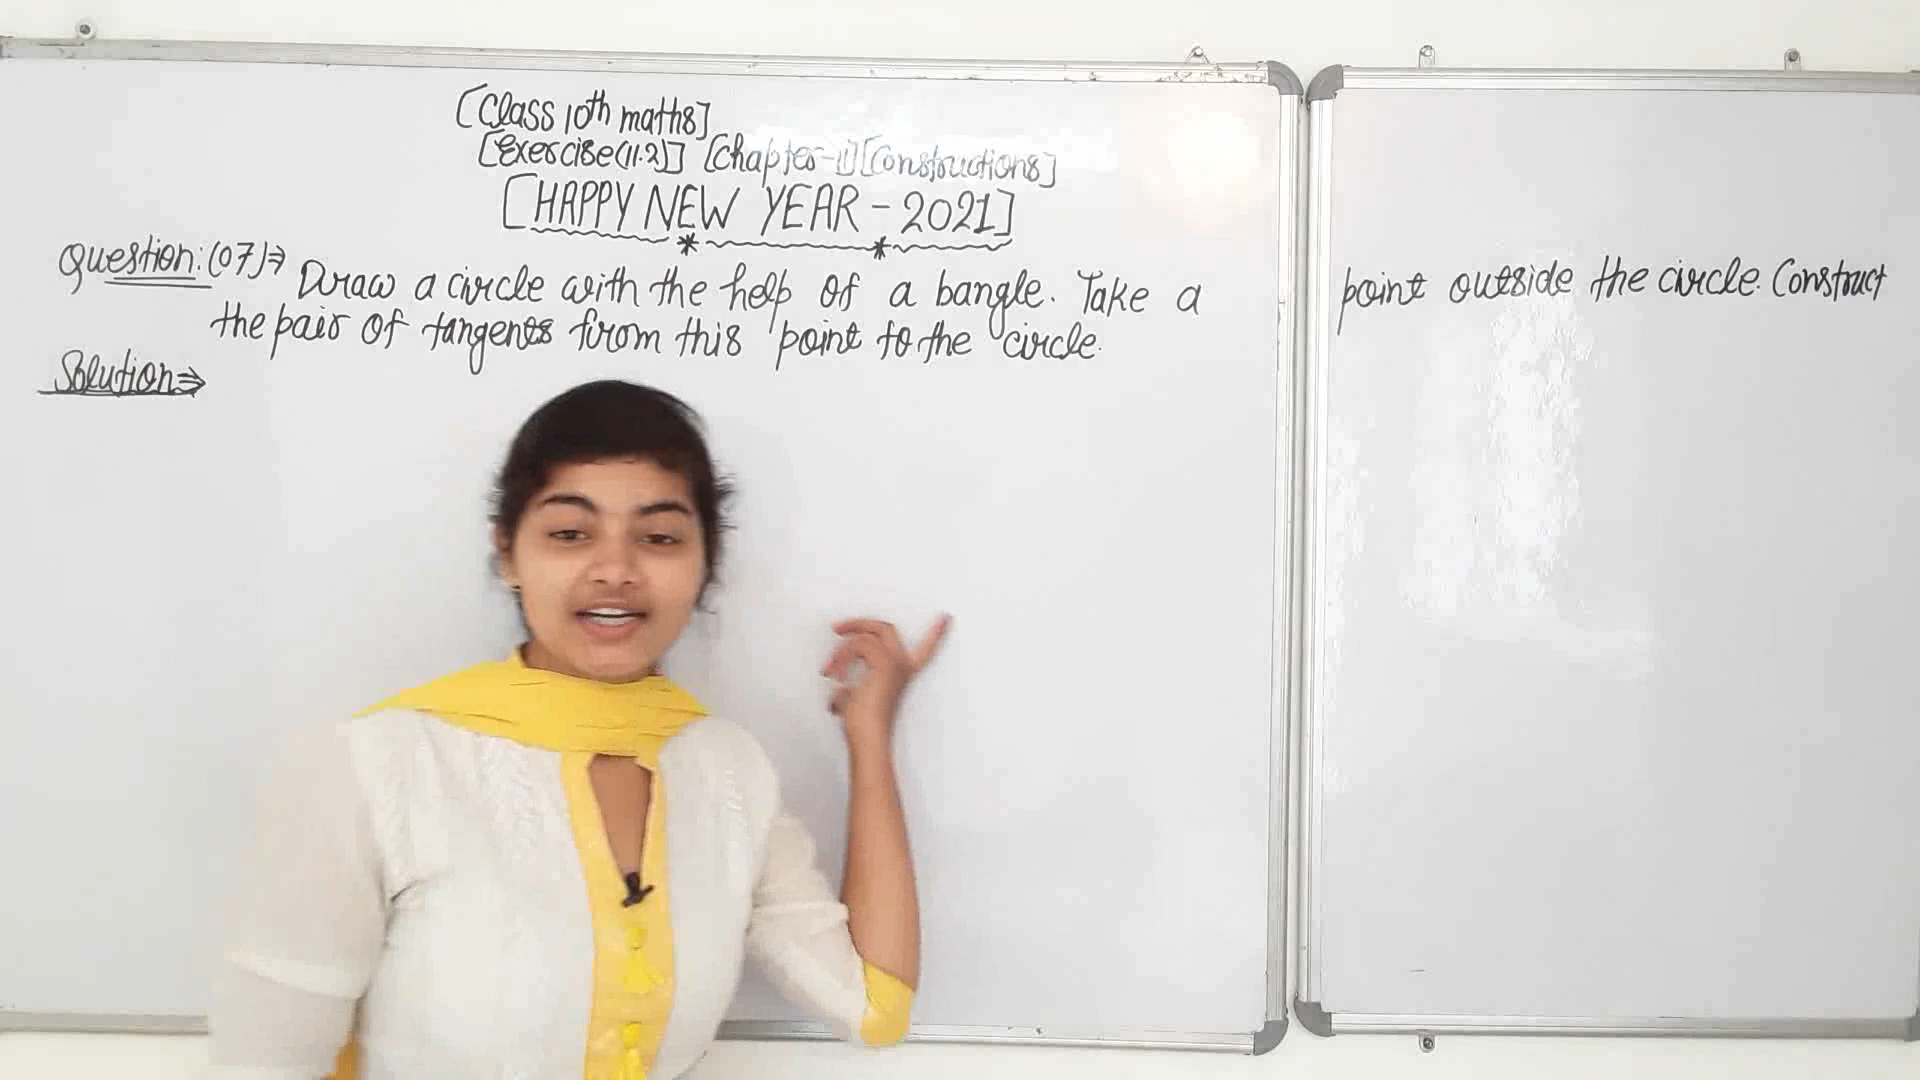 [Class 10th maths]
[Exercise(11.2)] [Chapter-11] [Constructions]
[HAPPY NEW YEAR - 2021]
Question:(07)⇒ Draw a circle with the help of a bangle. Take a point outside the circle. Construct
the pair of tangents from this point to the circle.
Solution⇒